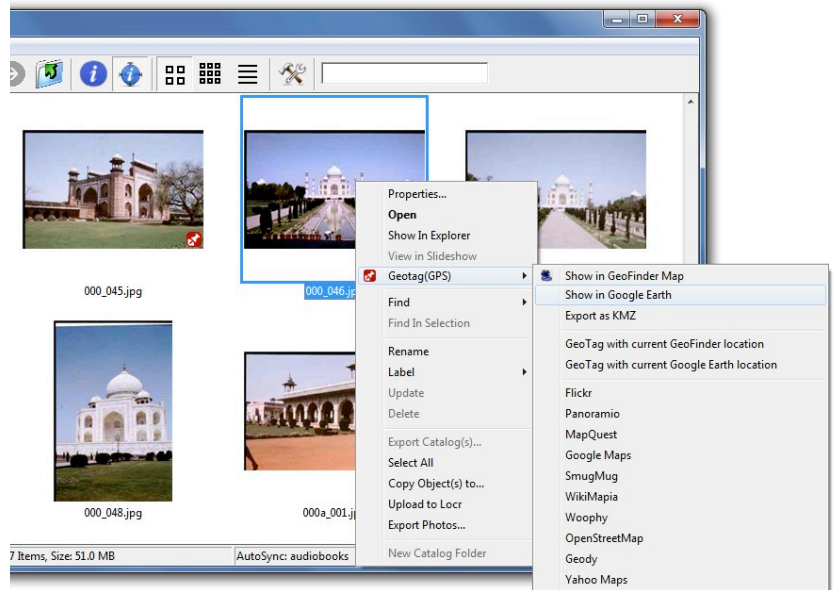 000_045.jpg
000_046.jp
000_048.jpg
000a_001.j
7 Items, Size: 51.0 MB
AutoSync: audiobooks
Properties...
Open
Show In Explorer
View in Slideshow
Geotag(GPS)
Find
Find In Selection
Rename
Label
Update
Delete
Export Catalog(s)...
Select All
Copy Object(s) to...
Upload to Locr
Export Photos...
New Catalog Folder
Show in GeoFinder Map
Show in Google Earth
Export as KMZ
GeoTag with current GeoFinder location
GeoTag with current Google Earth location
Flickr
Panoramio
MapQuest
Google Maps
SmugMug
WikiMapia
Woophy
OpenStreetMap
Geody
Yahoo Maps